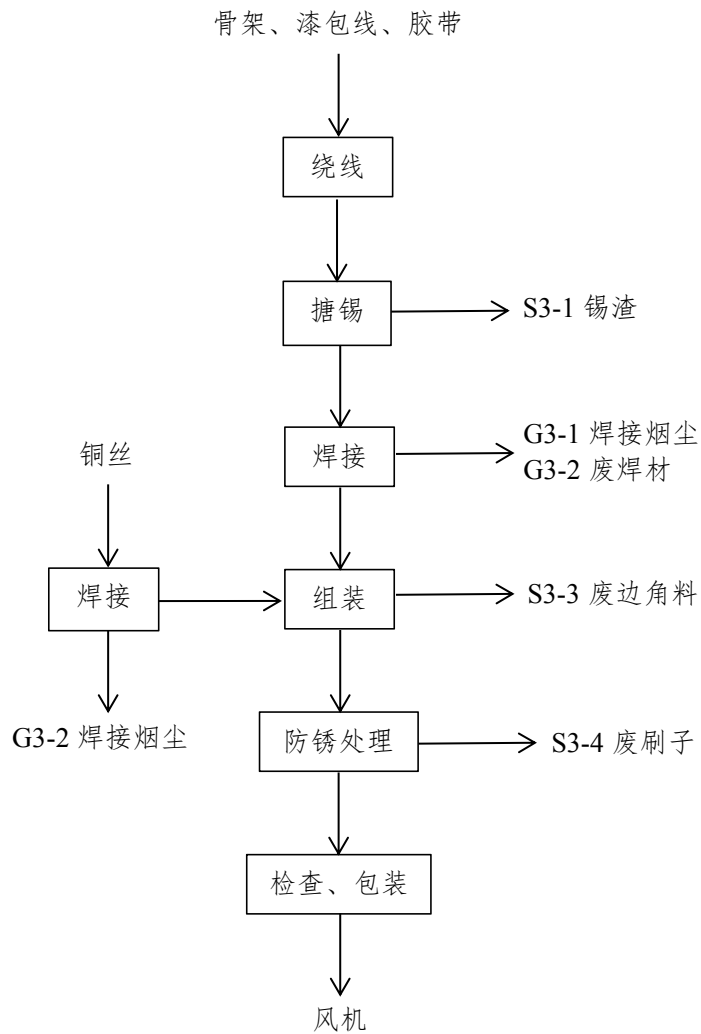 骨架、漆包线、胶带
绕线
搪锡
S3-1 锡渣
焊接
G3-1 焊接烟尘
G3-2 废焊材
铜丝
焊接
组装
S3-3 废边角料
G3-2 焊接烟尘
防锈处理
S3-4 废刷子
检查、包装
风机